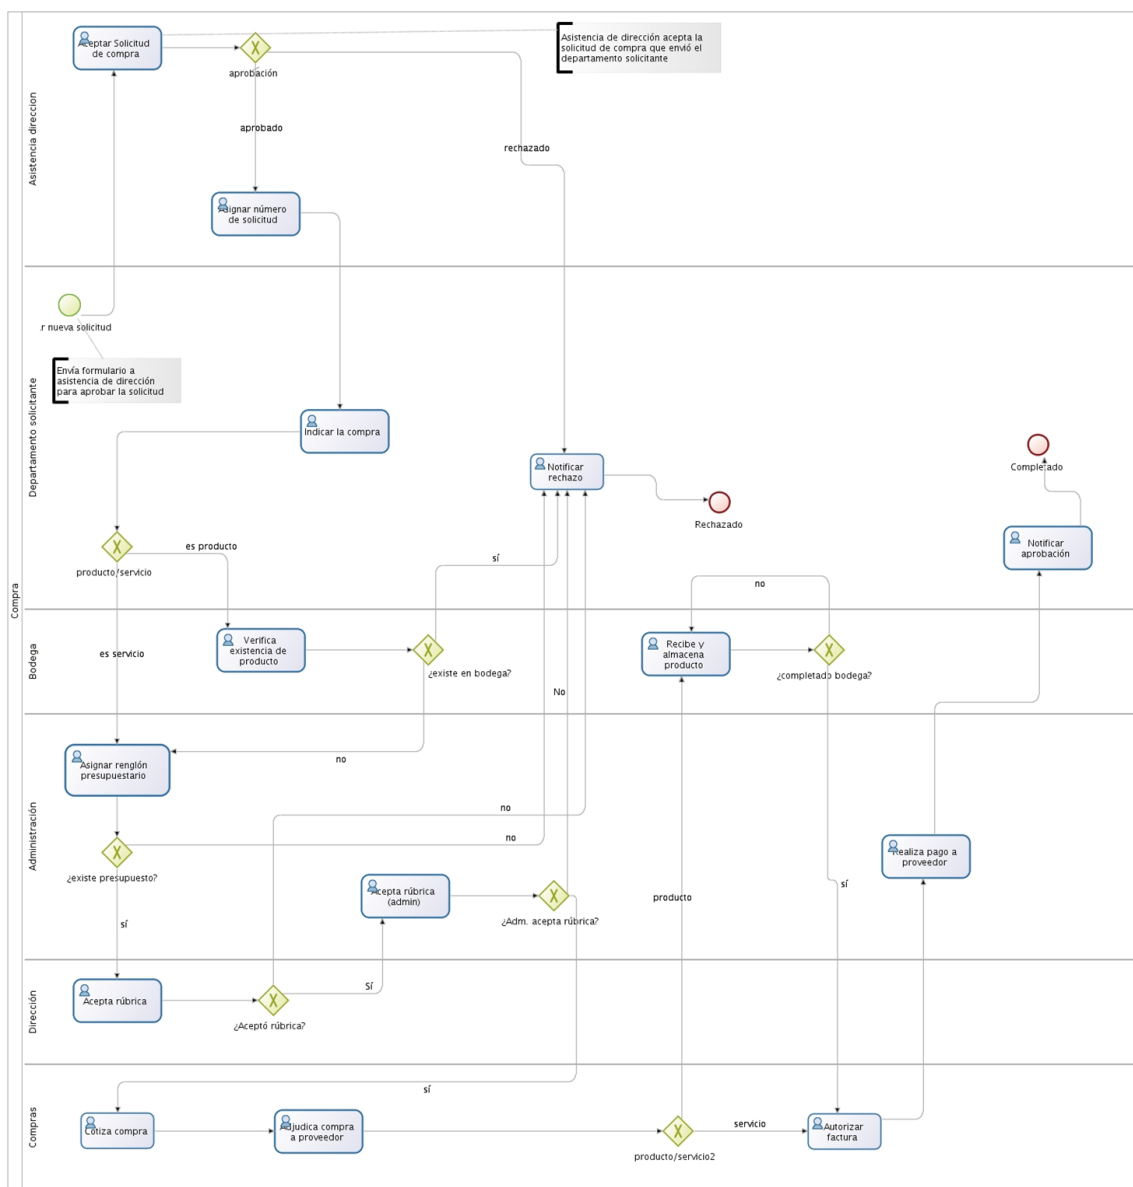 Compra
Asistencia direccion
Aceptar Solicitud
de compra
aprobación
Asistencia de dirección acepta la
solicitud de compra que envió el
departamento solicitante
aprobado
rechazado
Asignar número
de solicitud
Departamento solicitante
r nueva solicitud
Envía formulario a
asistencia de dirección
para aprobar la solicitud
Indicar la compra
Notificar
rechazo
Rechazado
Completado
Notificar
aprobación
producto/servicio
es producto
sí
no
Bodega
es servicio
Verifica
existencia de
producto
¿existe en bodega?
Recibe y
almacena
producto
¿completado bodega?
No
Administración
Asignar renglón
presupuestario
no
no
no
¿existe presupuesto?
sí
Acepta rúbrica
(admin)
¿Adm. acepta rúbrica?
producto
sí
Realiza pago a
proveedor
Dirección
Acepta rúbrica
¿Aceptó rúbrica?
Sí
Compras
sí
Cotiza compra
Adjudica compra
a proveedor
producto/servicio2
servicio
Autorizar
factura